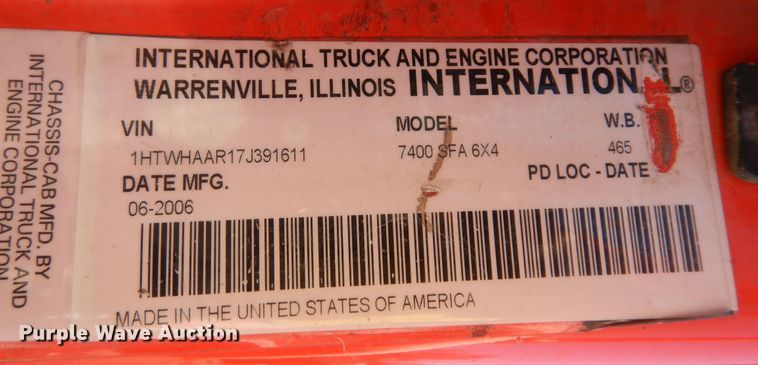 CHASSIS-CAB MFD. BY
INTERNATIONAL TRUCK AND
ENGINE CORPORATION
INTERNATIONAL TRUCK AND ENGINE CORPORATION
WARRENVILLE, ILLINOIS INTERNATIONAL®
VIN MODEL W.B.
1HTWHAAR17J391611 7400 SFA 6X4 465
DATE MFG. PD LOC - DATE
06-2006
MADE IN THE UNITED STATES OF AMERICA
Purple Wave Auction